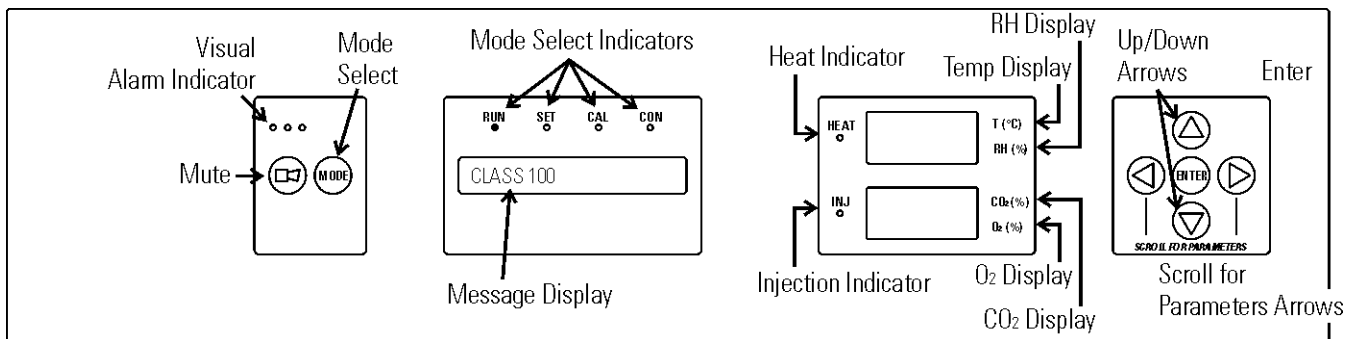 Visual
Alarm Indicator
Mode
Select
Mute
MODE
Mode Select Indicators
RUN SET CAL CON
CLASS 100
Message Display
Heat Indicator
RH Display
Temp Display
HEAT
T (°C)
RH (%)
INJ
CO₂ (%)
O₂ (%)
Injection Indicator
O₂ Display
CO₂ Display
Up/Down
Arrows
Enter
ENTER
SCROLL FOR PARAMETERS
Scroll for
Parameters Arrows